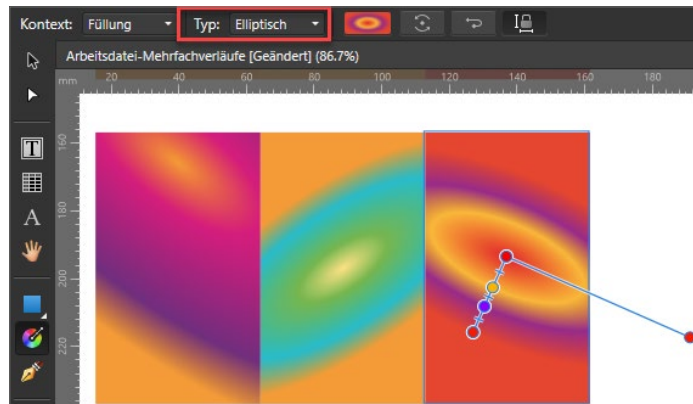 Kontext: Füllung Typ: Elliptisch
Arbeitsdatei-Mehrfachverläufe [Geändert] (86.7%)
mm 20 40 60 80 100 120 140 160 180
160
T
180
A
200
220